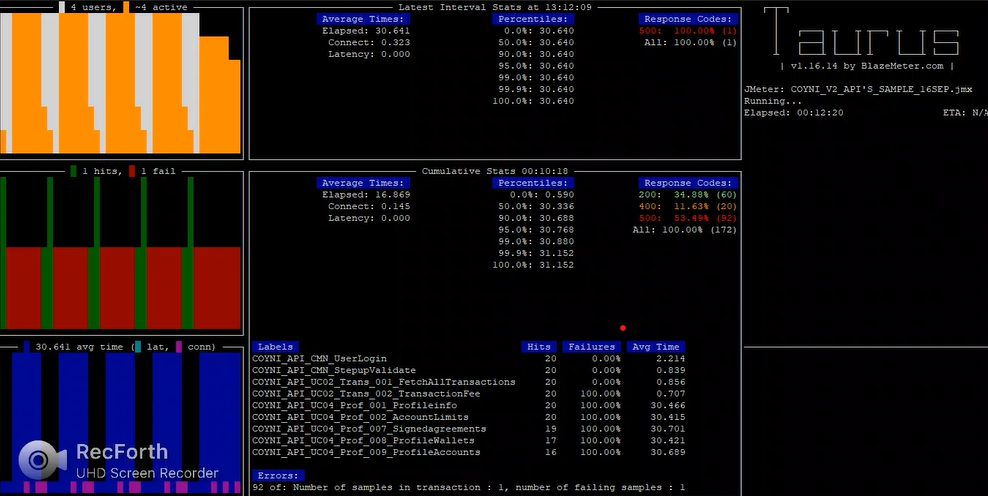 4 users, ~4 active
1 hits, 1 fail
30.641 avg time ( lat, conn)
RecForth
UHD Screen Recorder
Latest Interval Stats at 13:12:09
Average Times: Percentiles: Response Codes:
Elapsed: 30.641 0.0%: 30.640 500: 100.00% (1)
Connect: 0.323 50.0%: 30.640 All: 100.00% (1)
Latency: 0.000 90.0%: 30.640
95.0%: 30.640
99.0%: 30.640
99.9%: 30.640
100.0%: 30.640
Cumulative Stats 00:10:18
Average Times: Percentiles: Response Codes:
Elapsed: 16.869 0.0%: 0.590 200: 34.88% (60)
Connect: 0.145 50.0%: 30.336 400: 11.63% (20)
Latency: 0.000 90.0%: 30.688 500: 53.49% (92)
95.0%: 30.768 All: 100.00% (172)
99.0%: 30.880
99.9%: 31.152
100.0%: 31.152
Labels Hits Failures Avg Time
COYNI_API_CMN_UserLogin 20 0.00% 2.214
COYNI_API_CMN_StepupValidate 20 0.00% 0.839
COYNI_API_UC02_Trans_001_FetchAllTransactions 20 0.00% 0.856
COYNI_API_UC02_Trans_002_TransactionFee 20 100.00% 0.707
COYNI_API_UC04_Prof_001_Profileinfo 20 100.00% 30.466
COYNI_API_UC04_Prof_002_AccountLimits 20 100.00% 30.415
COYNI_API_UC04_Prof_007_Signedagreements 19 100.00% 30.701
COYNI_API_UC04_Prof_008_ProfileWallets 17 100.00% 30.421
COYNI_API_UC04_Prof_009_ProfileAccounts 16 100.00% 30.689
Errors:
92 of: Number of samples in transaction : 1, number of failing samples : 1
Taurus
| v1.16.14 by BlazeMeter.com |
JMeter: COYNI_V2_API'S_SAMPLE_16SEP.jmx
Running...
Elapsed: 00:12:20 ETA: N/A